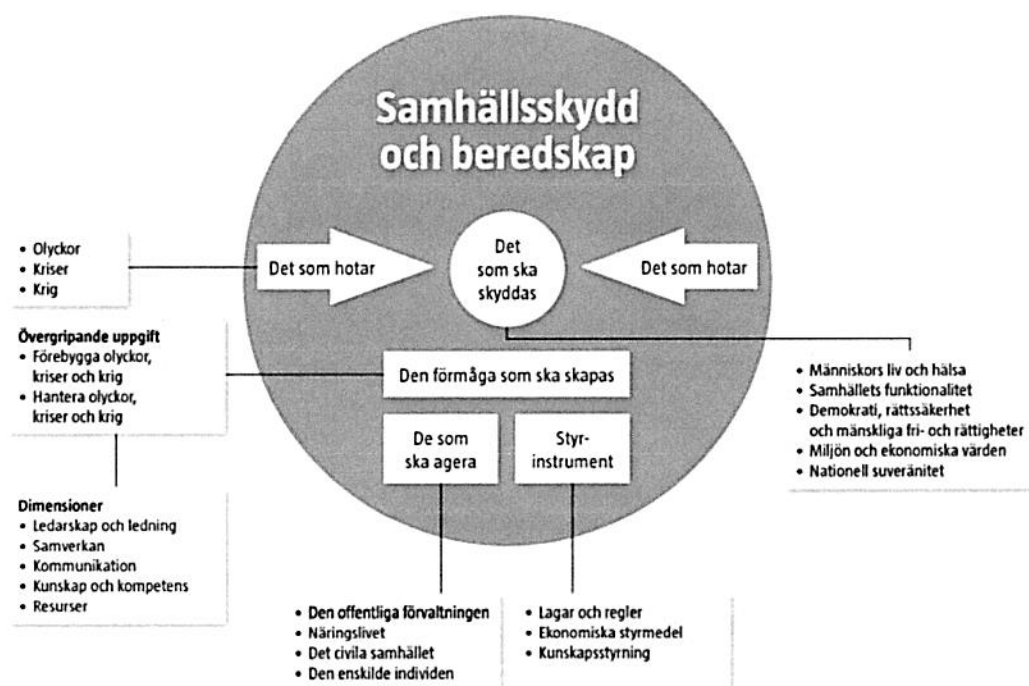 Samhällsskydd
och beredskap
• Olyckor
• Kriser
• Krig
Det som hotar
Det
som ska
skyddas
Det som hotar
Övergripande uppgift
• Förebygga olyckor,
kriser och krig
• Hantera olyckor,
kriser och krig
Den förmåga som ska skapas
• Människors liv och hälsa
• Samhällets funktionalitet
• Demokrati, rättssäkerhet
och mänskliga fri- och rättigheter
• Miljön och ekonomiska värden
• Nationell suveränitet
De som
ska agera
Styr-
instrument
Dimensioner
• Ledarskap och ledning
• Samverkan
• Kommunikation
• Kunskap och kompetens
• Resurser
• Den offentliga förvaltningen
• Näringslivet
• Det civila samhället
• Den enskilde individen
• Lagar och regler
• Ekonomiska styrmedel
• Kunskapsstyrning